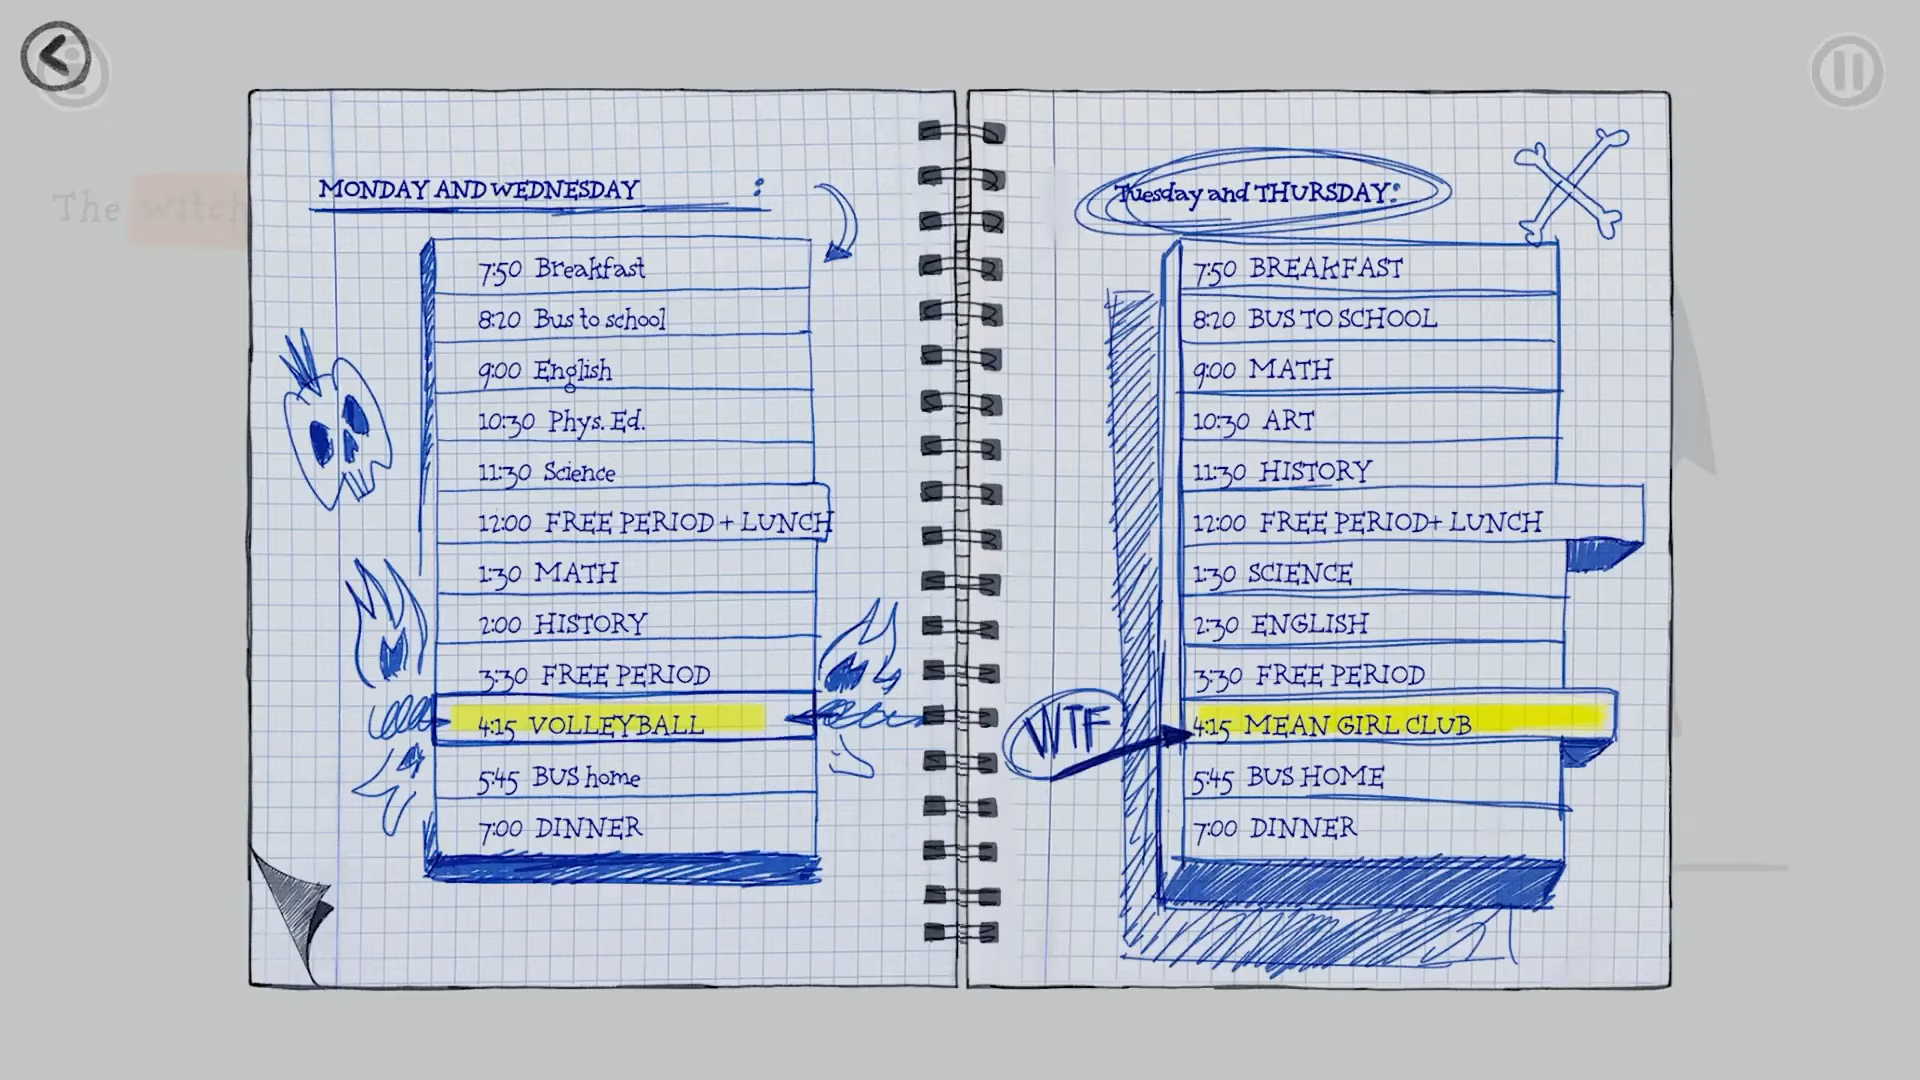 The witch
MONDAY AND WEDNESDAY :
7:50 Breakfast
8:20 Bus to school
9:00 English
10:30 Phys. Ed.
11:30 Science
12:00 FREE PERIOD + LUNCH
1:30 MATH
2:00 HISTORY
3:30 FREE PERIOD
4:15 VOLLEYBALL
5:45 BUS home
7:00 DINNER
Tuesday and THURSDAY:
7:50 BREAKFAST
8:20 BUS TO SCHOOL
9:00 MATH
10:30 ART
11:30 HISTORY
12:00 FREE PERIOD+ LUNCH
1:30 SCIENCE
2:30 ENGLISH
3:30 FREE PERIOD
WTF
4:15 MEAN GIRL CLUB
5:45 BUS HOME
7:00 DINNER